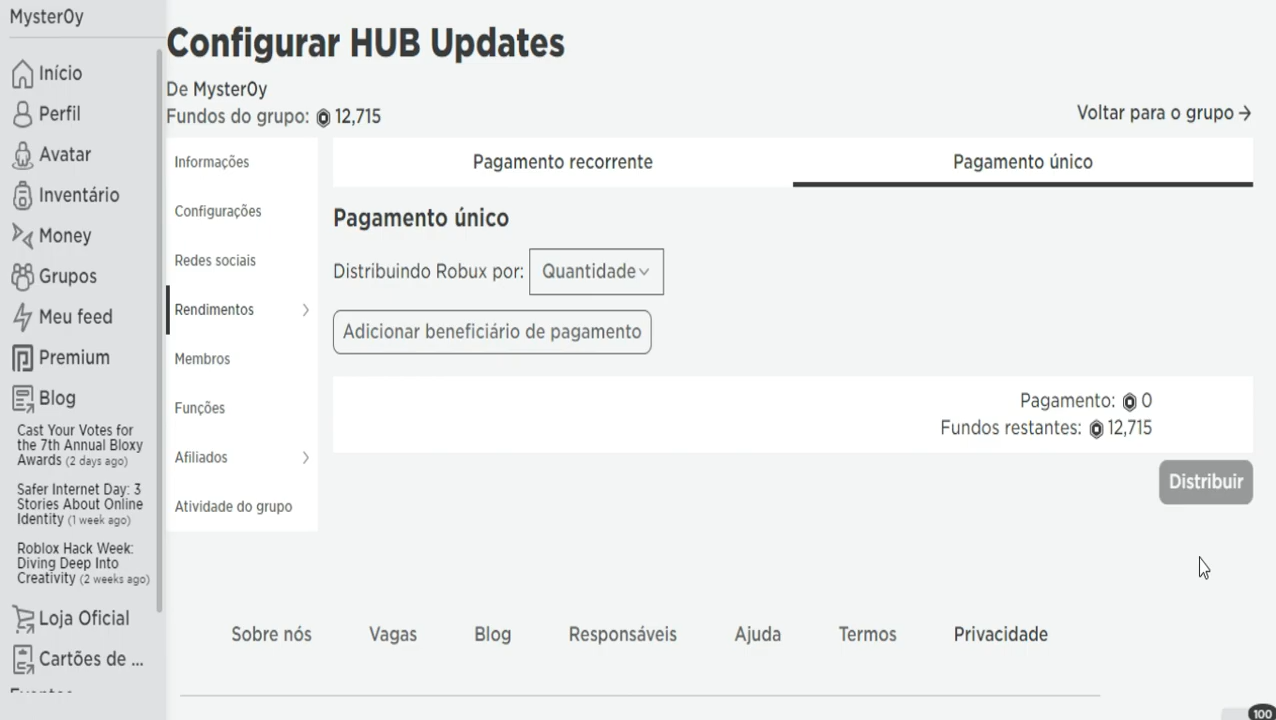 MysterOy
Início
Perfil
Avatar
Inventário
Money
Grupos
Meu feed
Premium
Blog
Cast Your Votes for
the 7th Annual Bloxy
Awards (2 days ago)
Safer Internet Day: 3
Stories About Online
Identity (1 week ago)
Roblox Hack Week:
Diving Deep Into
Creativity (2 weeks ago)
Loja Oficial
Cartões de ...
Configurar HUB Updates
De MysterOy
Fundos do grupo: 12,715
Voltar para o grupo →
Informações
Configurações
Redes sociais
Rendimentos
Membros
Funções
Afiliados
Atividade do grupo
Pagamento recorrente
Pagamento único
Pagamento único
Distribuindo Robux por: Quantidade
Adicionar beneficiário de pagamento
Pagamento: 0
Fundos restantes: 12,715
Distribuir
Sobre nós
Vagas
Blog
Responsáveis
Ajuda
Termos
Privacidade
100